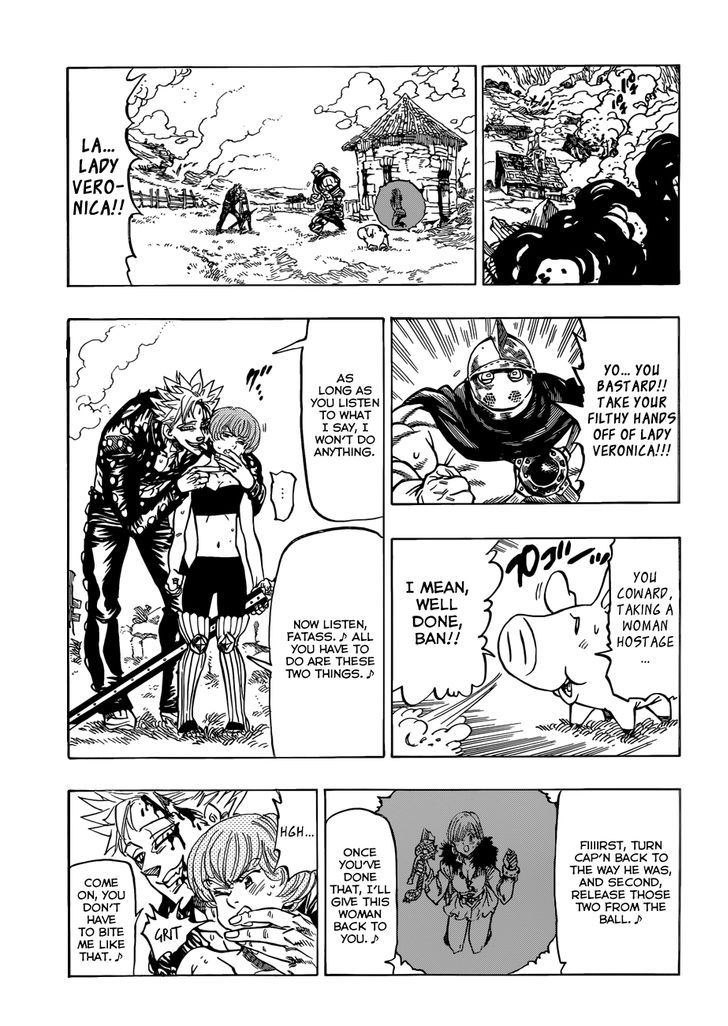 LA...
LADY
VERO-
NICA!!
YO... YOU
BASTARD!!
TAKE YOUR
FILTHY HANDS
OFF OF LADY
VERONICA!!!
AS
LONG AS
YOU LISTEN
TO WHAT
I SAY, I
WON'T DO
ANYTHING.
...
NOW LISTEN,
FATASS.♪ ALL
YOU HAVE TO
DO ARE THESE
TWO THINGS.♪
YOU
COWARD,
TAKING A
WOMAN
HOSTAGE
...
I MEAN,
WELL
DONE,
BAN!!
FIIIIRST, TURN
CAP'N BACK TO
THE WAY HE WAS,
AND SECOND,
RELEASE THOSE
TWO FROM THE
BALL.♪
ONCE
YOU'VE
DONE
THAT, I'LL
GIVE THIS
WOMAN
BACK TO
YOU.♪
HGH...
GRIT
COME
ON, YOU
DON'T
HAVE
TO BITE
ME LIKE
THAT.♪